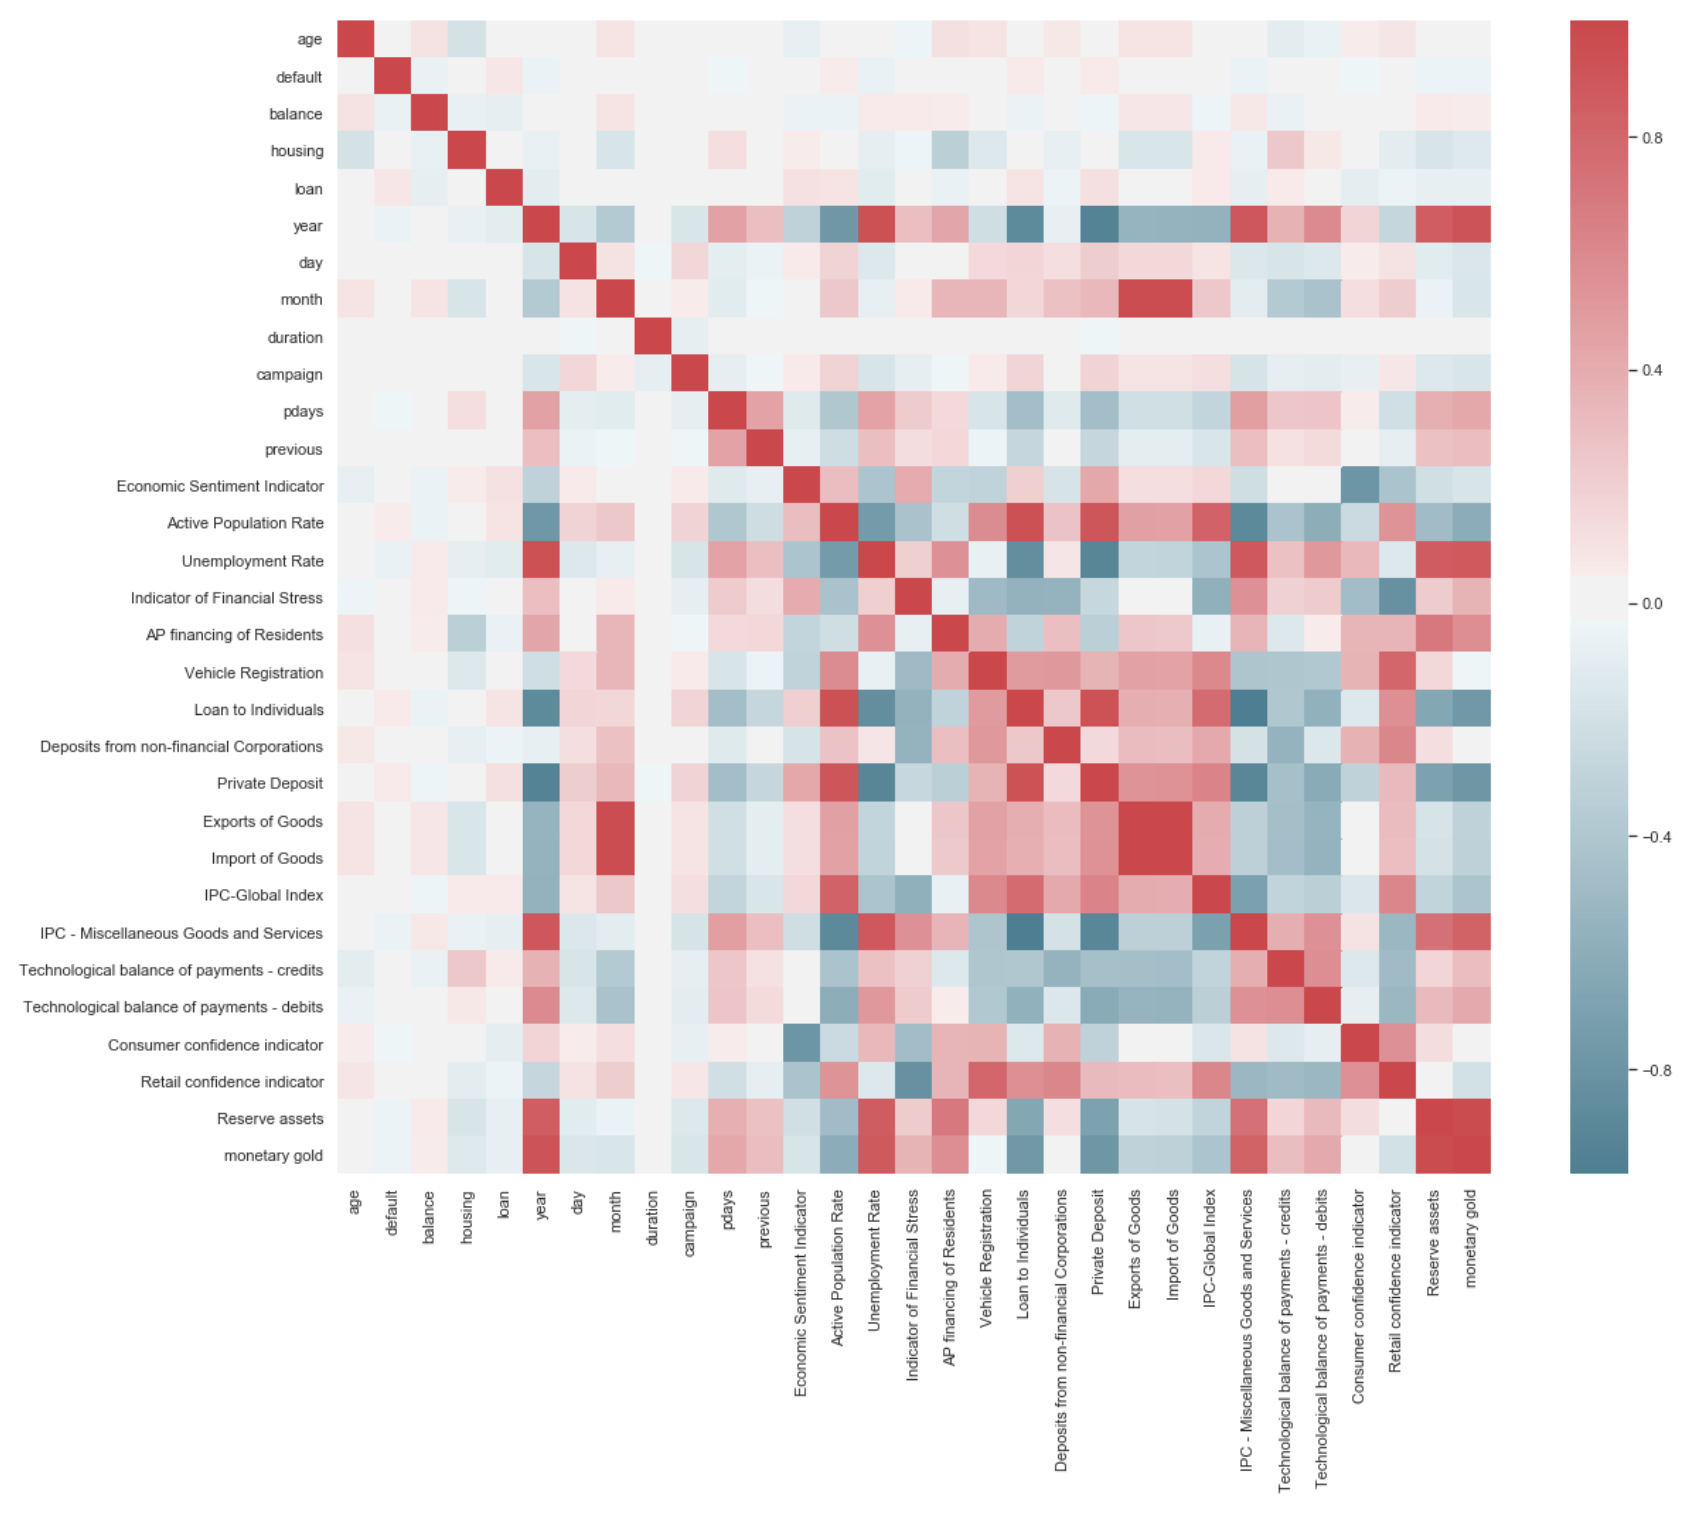 age
default
balance
housing
loan
year
day
month
duration
campaign
pdays
previous
Economic Sentiment Indicator
Active Population Rate
Unemployment Rate
Indicator of Financial Stress
AP financing of Residents
Vehicle Registration
Loan to Individuals
Deposits from non-financial Corporations
Private Deposit
Exports of Goods
Import of Goods
IPC-Global Index
IPC - Miscellaneous Goods and Services
Technological balance of payments - credits
Technological balance of payments - debits
Consumer confidence indicator
Retail confidence indicator
Reserve assets
monetary gold
age
default
balance
housing
loan
year
day
month
duration
campaign
pdays
previous
Economic Sentiment Indicator
Active Population Rate
Unemployment Rate
Indicator of Financial Stress
AP financing of Residents
Vehicle Registration
Loan to Individuals
Deposits from non-financial Corporations
Private Deposit
Exports of Goods
Import of Goods
IPC-Global Index
IPC - Miscellaneous Goods and Services
Technological balance of payments - credits
Technological balance of payments - debits
Consumer confidence indicator
Retail confidence indicator
Reserve assets
monetary gold
0.8
0.4
0.0
−0.4
−0.8